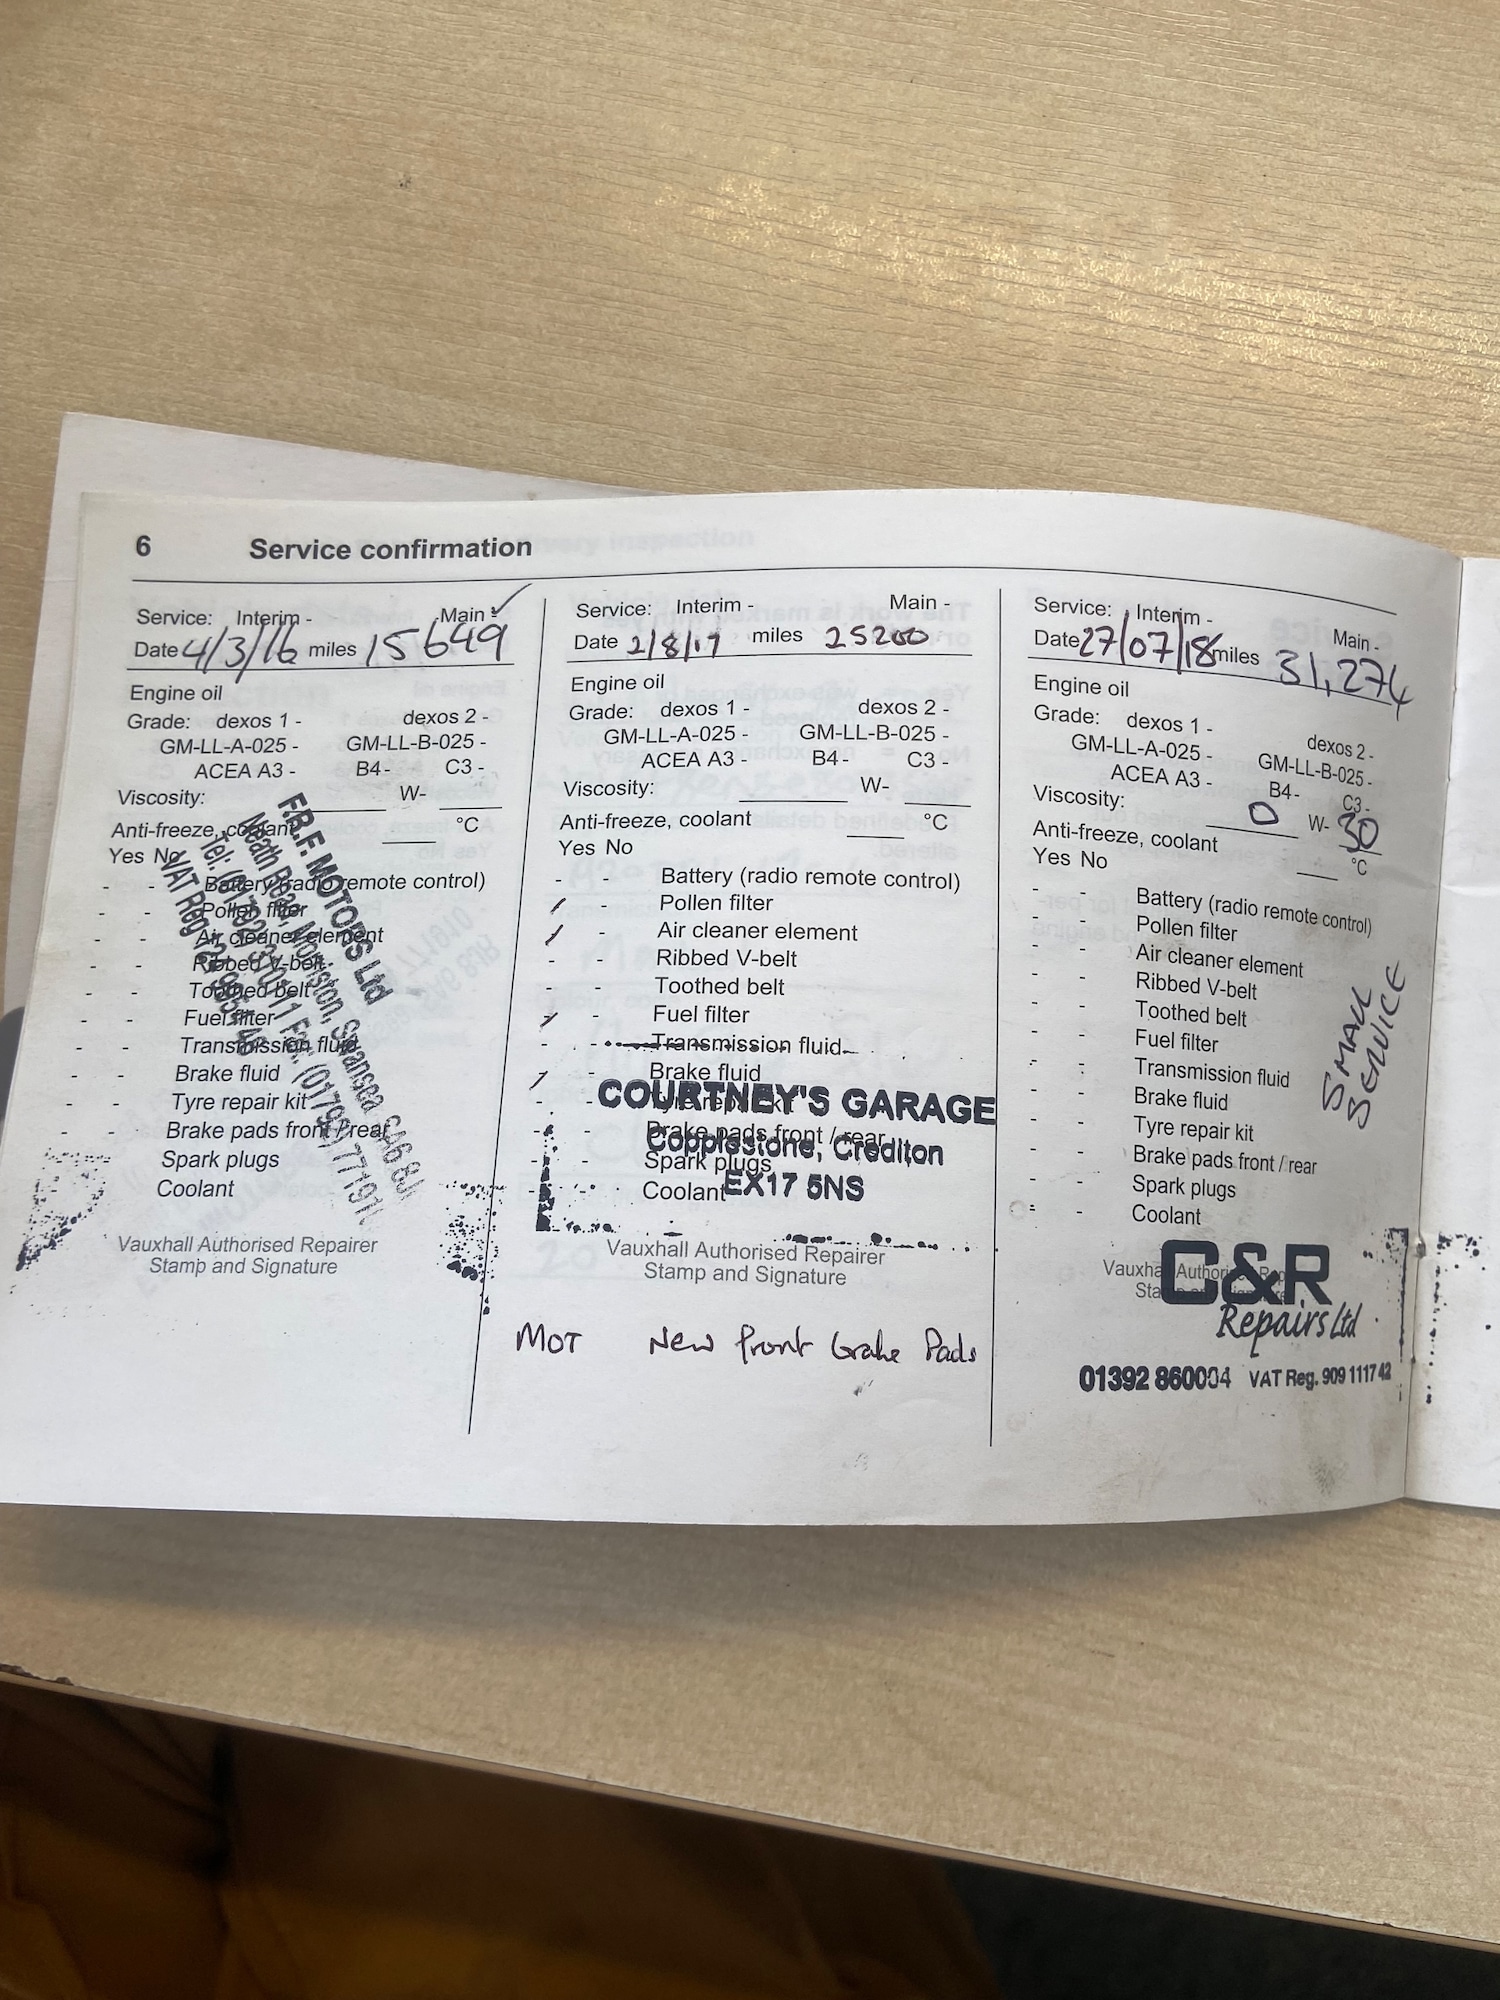 6 Service confirmation
Service: Interim - Main - ✓
Date 4/3/16 miles 15649
Engine oil
Grade: dexos 1 - dexos 2 -
GM-LL-A-025 - GM-LL-B-025 -
ACEA A3 - B4 - C3 -
Viscosity: W-
Anti-freeze, coolant °C
Yes No
- - Battery (radio remote control)
- - Pollen filter
- - Air cleaner element
- - Ribbed V-belt
- - Toothed belt
- - Fuel filter
- - Transmission fluid
- - Brake fluid
- - Tyre repair kit
- - Brake pads front / rear
- - Spark plugs
Coolant
F.R.F. MOTORS Ltd
Neath Road, Morriston, Swansea SA6
Vauxhall Authorised Repairer
Stamp and Signature
Service: Interim - Main -
Date 2/8/17 miles 25200
Engine oil
Grade: dexos 1 - dexos 2 -
GM-LL-A-025 - GM-LL-B-025 -
ACEA A3 - B4 - C3 -
Viscosity: W-
Anti-freeze, coolant °C
Yes No
- - Battery (radio remote control)
/ - Pollen filter
/ - Air cleaner element
- - Ribbed V-belt
- - Toothed belt
/ - Fuel filter
- - Transmission fluid
/ - Brake fluid
- - Tyre repair kit
- - Brake pads front / rear
- - Spark plugs
- - Coolant
COURTNEY'S GARAGE
Copplestone, Crediton
EX17 5NS
Vauxhall Authorised Repairer
Stamp and Signature
MOT New front brake Pads
Service: Interim - Main -
Date 27/07/18 miles 31,274
Engine oil
Grade: dexos 1 - dexos 2 -
GM-LL-A-025 - GM-LL-B-025 -
ACEA A3 - B4 - C3 -
Viscosity: 0 W- 30
Anti-freeze, coolant °C
Yes No
- - Battery (radio remote control)
- - Pollen filter
- - Air cleaner element
- - Ribbed V-belt
- - Toothed belt
- - Fuel filter
- - Transmission fluid
- - Brake fluid
- - Tyre repair kit
- - Brake pads front / rear
- - Spark plugs
- - Coolant
SMALL
SERVICE
Vauxhall Authorised
C&R
Repairs Ltd
01392 860004 VAT Reg. 909 1117 42